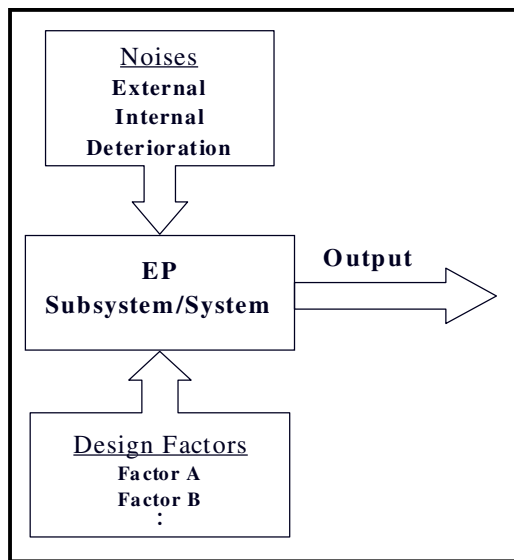 Noises
External
Internal
Deterioration
EP
Subsystem/System
Output
Design Factors
Factor A
Factor B
: